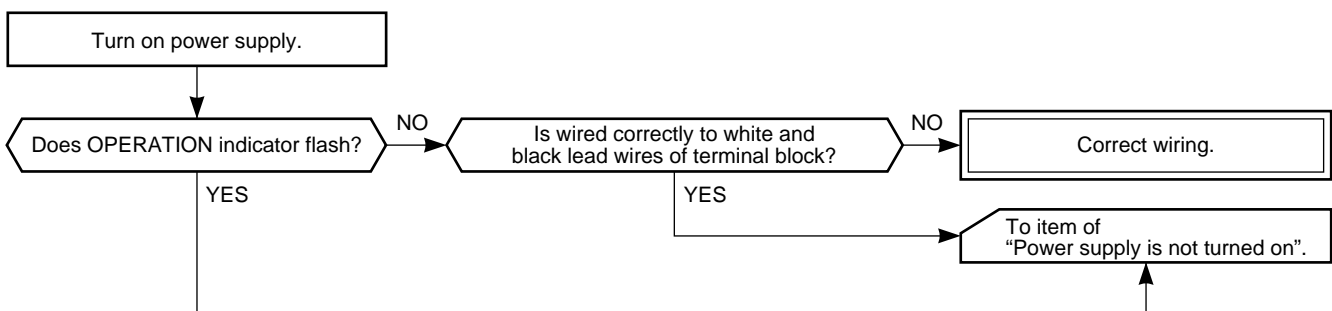 Turn on power supply.
Does OPERATION indicator flash?
NO
Is wired correctly to white and
black lead wires of terminal block?
NO
Correct wiring.
YES
YES
To item of
“Power supply is not turned on”.